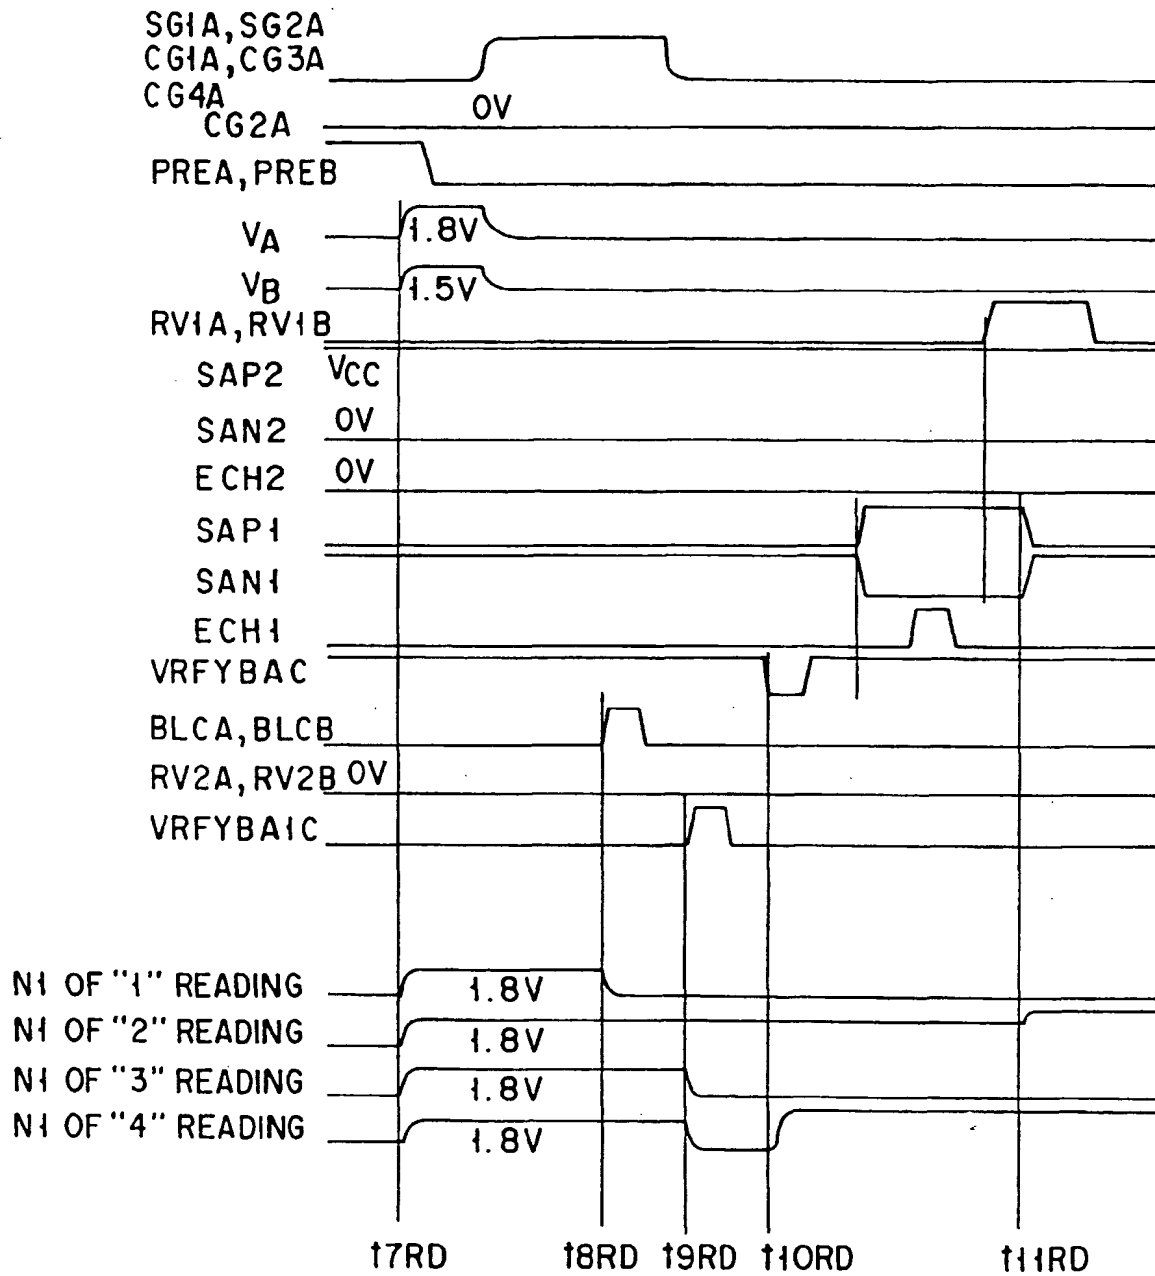 SG1A, SG2A
CG1A, CG3A
CG4A
0V
CG2A
PREA, PREB
VA
1.8V
VB
1.5V
RV1A, RV1B
SAP2 VCC
SAN2 0V
ECH2 0V
SAP1
SAN1
ECH1
VRFYBAC
BLCA, BLCB
RV2A, RV2B 0V
VRFYBA1C
N1 OF "1" READING 1.8V
N1 OF "2" READING 1.8V
N1 OF "3" READING 1.8V
N1 OF "4" READING 1.8V
t7RD t8RD t9RD t10RD t11RD